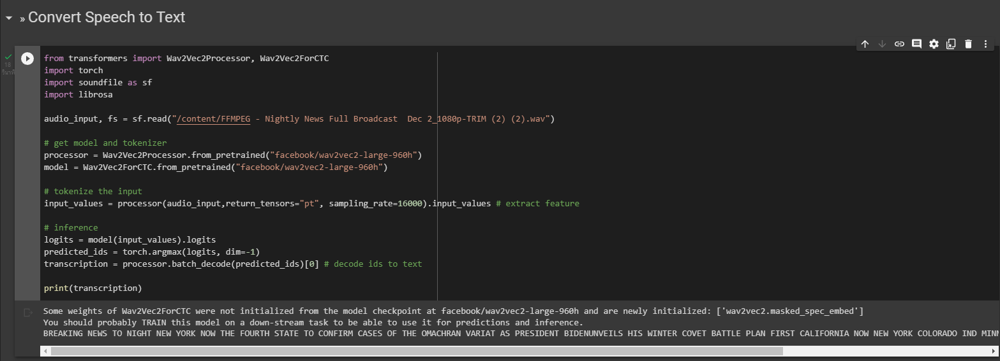 » Convert Speech to Text
18
วินาที
from transformers import Wav2Vec2Processor, Wav2Vec2ForCTC
import torch
import soundfile as sf
import librosa
audio_input, fs = sf.read("/content/FFMPEG - Nightly News Full Broadcast  Dec 2_1080p-TRIM (2) (2).wav")
# get model and tokenizer
processor = Wav2Vec2Processor.from_pretrained("facebook/wav2vec2-large-960h")
model = Wav2Vec2ForCTC.from_pretrained("facebook/wav2vec2-large-960h")
# tokenize the input
input_values = processor(audio_input,return_tensors="pt", sampling_rate=16000).input_values # extract feature
# inference
logits = model(input_values).logits
predicted_ids = torch.argmax(logits, dim=-1)
transcription = processor.batch_decode(predicted_ids)[0] # decode ids to text
print(transcription)
Some weights of Wav2Vec2ForCTC were not initialized from the model checkpoint at facebook/wav2vec2-large-960h and are newly initialized: ['wav2vec2.masked_spec_embed']
You should probably TRAIN this model on a down-stream task to be able to use it for predictions and inference.
BREAKING NEWS TO NIGHT NEW YORK NOW THE FOURTH STATE TO CONFIRM CASES OF THE OMACHRAN VARIAT AS PRESIDENT BIDENUNVEILS HIS WINTER COVET BATTLE PLAN FIRST CALIFORNIA NOW NEW YORK COLORADO IND